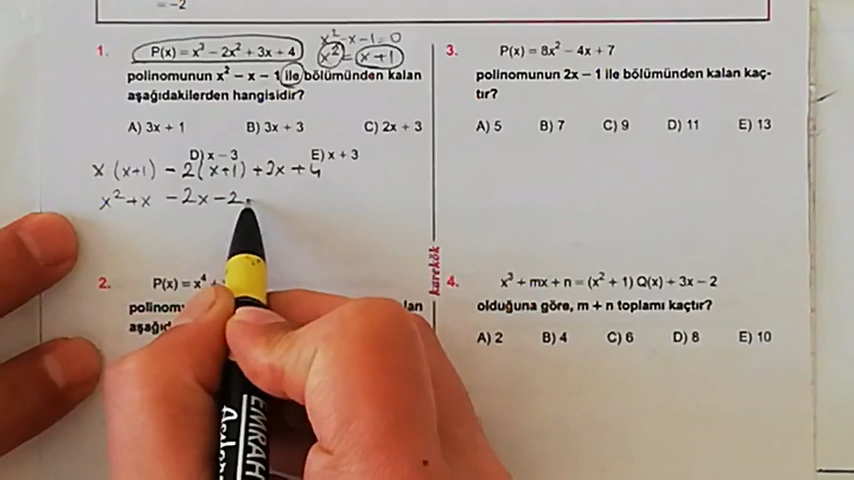 = -2
1.
P(x) = x³ - 2x² + 3x + 4
x² - x - 1 = 0
x² = x + 1
polinomunun x² - x - 1 ile bölümünden kalan
aşağıdakilerden hangisidir?
A) 3x + 1 B) 3x + 3 C) 2x + 3
D) x - 3 E) x + 3
x (x+1) - 2(x+1) + 3x + 4
x² + x - 2x - 2
2. P(x) = x⁴ +
polinom
aşağıd
lan
karekök
3. P(x) = 8x² - 4x + 7
polinomunun 2x - 1 ile bölümünden kalan kaç-
tır?
A) 5 B) 7 C) 9 D) 11 E) 13
4. x³ + mx + n = (x² + 1) Q(x) + 3x - 2
olduğuna göre, m + n toplamı kaçtır?
A) 2 B) 4 C) 6 D) 8 E) 10
EMRAH